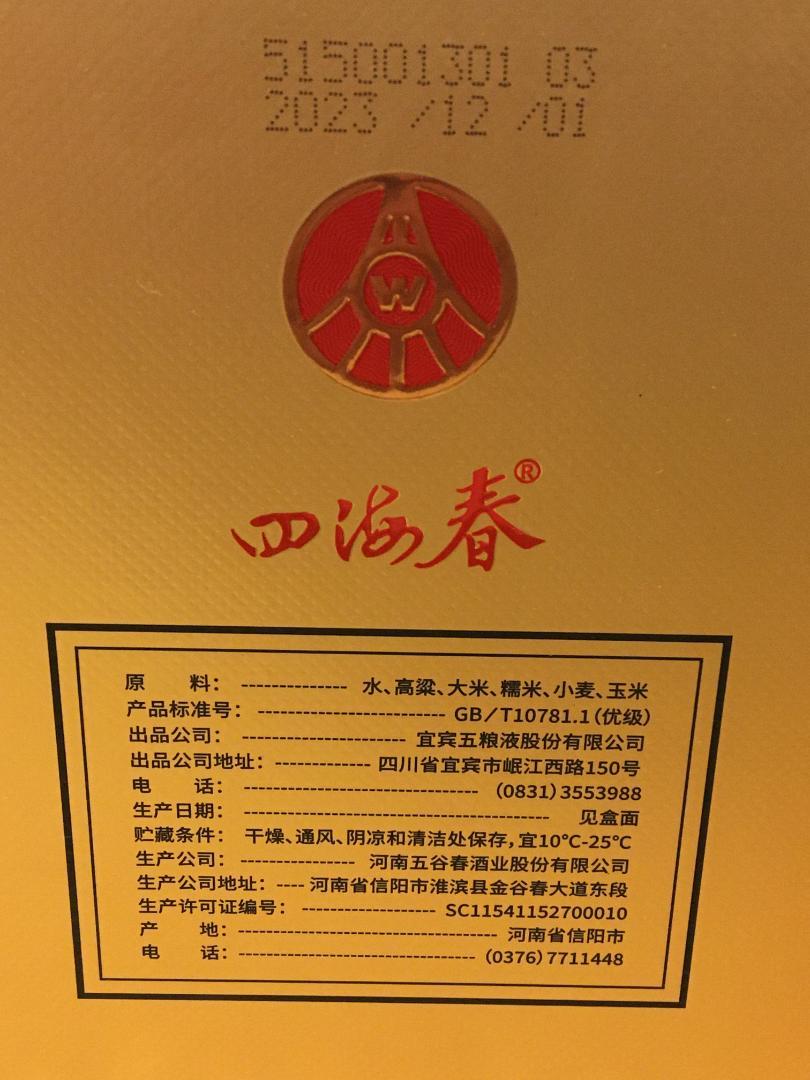 515001301 03
2023 /12 /01
W
四海春®
原 料：-------------- 水、高粱、大米、糯米、小麦、玉米
产品标准号：------------------------- GB/T10781.1(优级)
出品公司：---------------------- 宜宾五粮液股份有限公司
出品公司地址：------------- 四川省宜宾市岷江西路150号
电 话：------------------------------- (0831)3553988
生产日期：----------------------------------------- 见盒面
贮藏条件： 干燥、通风、阴凉和清洁处保存，宜10℃-25℃
生产公司：---------------- 河南五谷春酒业股份有限公司
生产公司地址：---- 河南省信阳市淮滨县金谷春大道东段
生产许可证编号：------------------ SC11541152700010
产 地：----------------------------------- 河南省信阳市
电 话：-------------------------------- (0376)7711448